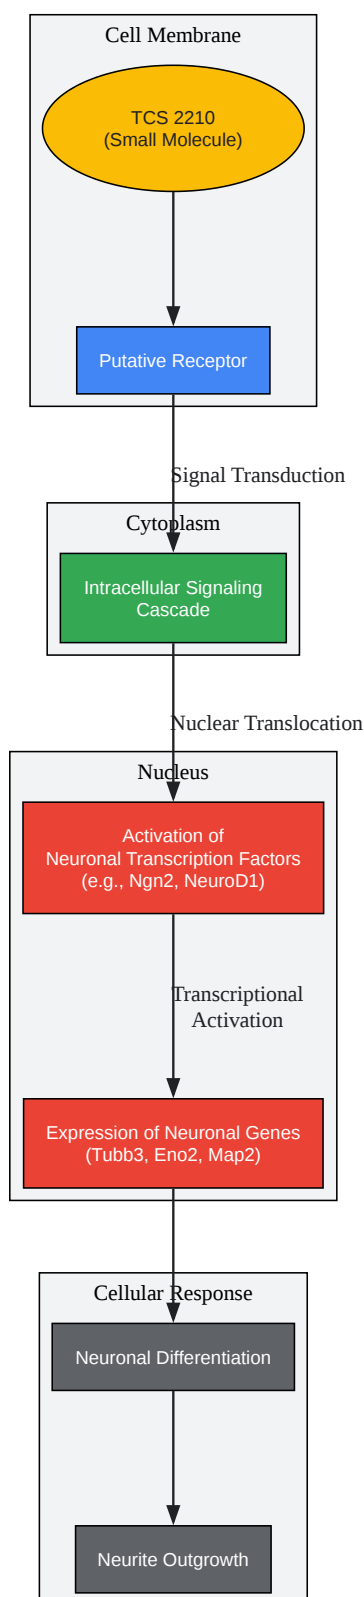 Cell Membrane
TCS 2210
(Small Molecule)
Putative Receptor
Signal Transduction
Cytoplasm
Intracellular Signaling
Cascade
Nuclear Translocation
Nucleus
Activation of
Neuronal Transcription Factors
(e.g., Ngn2, NeuroD1)
Transcriptional
Activation
Expression of Neuronal Genes
(Tubb3, Eno2, Map2)
Cellular Response
Neuronal Differentiation
Neurite Outgrowth